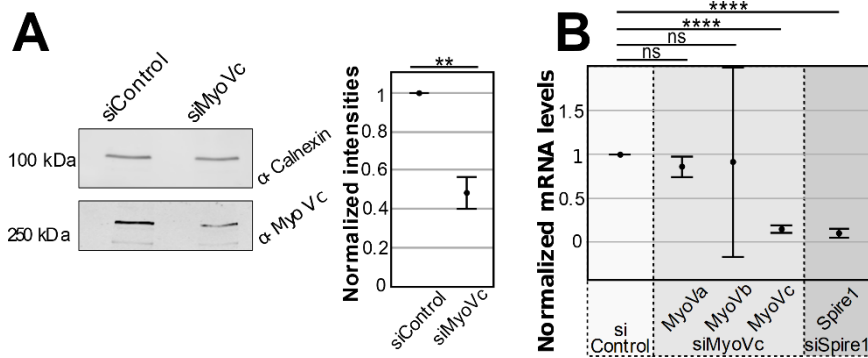 A
siControl
siMyoVc
100 kDa
α- Calnexin
250 kDa
α- Myo Vc
Normalized intensities
**
1
0.8
0.6
0.4
0.2
0
siControl
siMyoVc
B
****
****
ns
ns
Normalized mRNA levels
1.5
1
0.5
0
si
Control
MyoVa
MyoVb
MyoVc
siMyoVc
Spire1
siSpire1